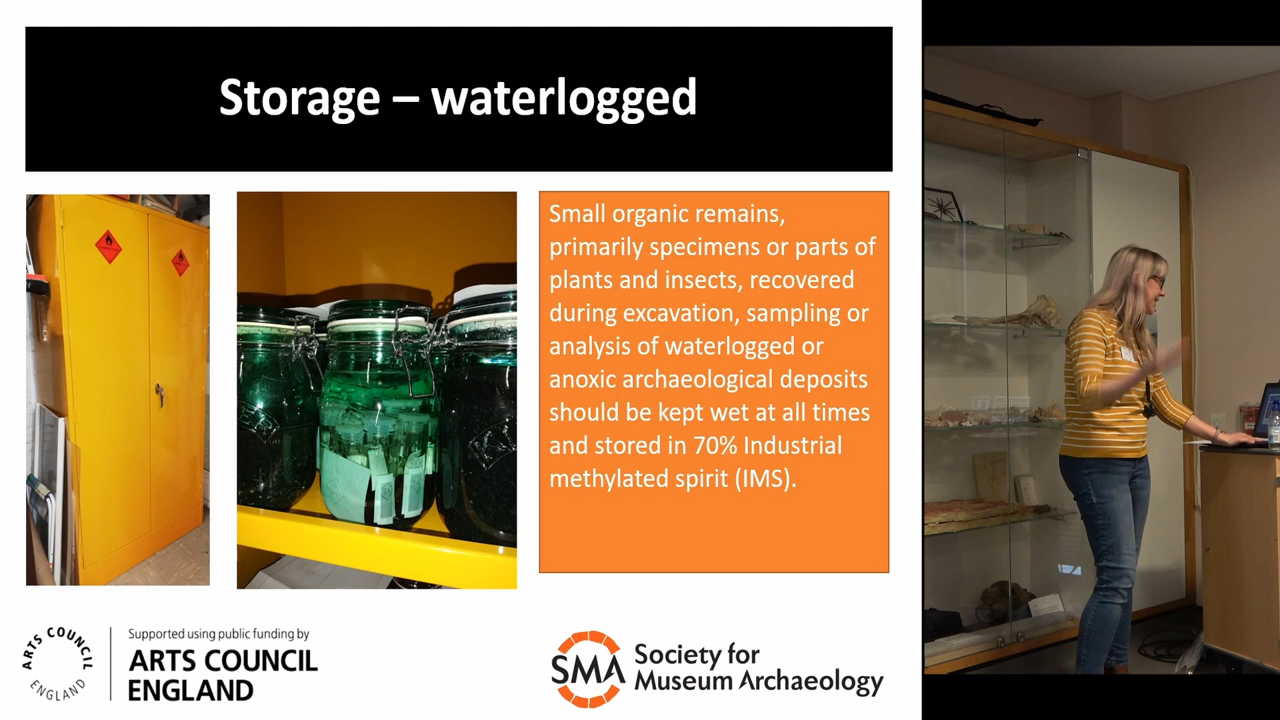 Storage – waterlogged
Small organic remains,
primarily specimens or parts of
plants and insects, recovered
during excavation, sampling or
analysis of waterlogged or
anoxic archaeological deposits
should be kept wet at all times
and stored in 70% Industrial
methylated spirit (IMS).
ARTS COUNCIL
ENGLAND
Supported using public funding by
ARTS COUNCIL
ENGLAND
SMA
Society for
Museum Archaeology